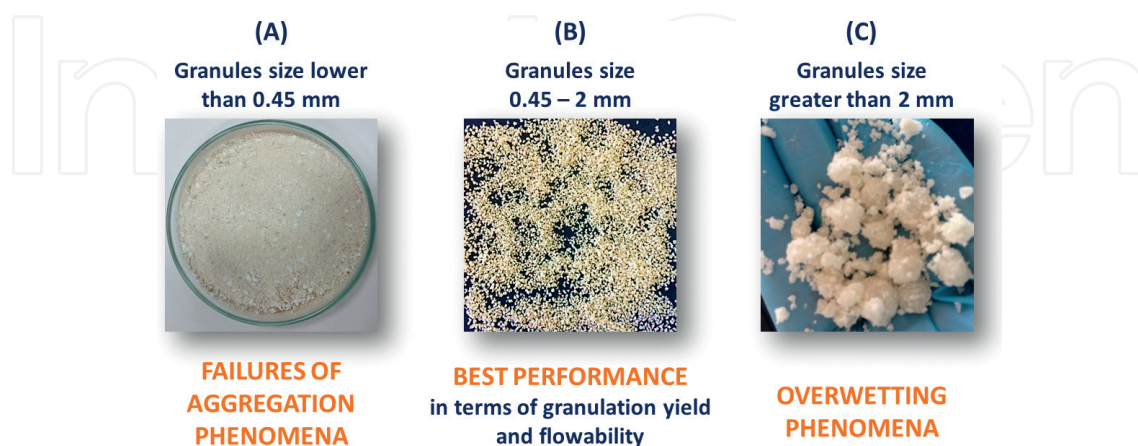 (A)
Granules size lower
than 0.45 mm
FAILURES OF
AGGREGATION
PHENOMENA
(B)
Granules size
0.45 – 2 mm
BEST PERFORMANCE
in terms of granulation yield
and flowability
(C)
Granules size
greater than 2 mm
OVERWETTING
PHENOMENA